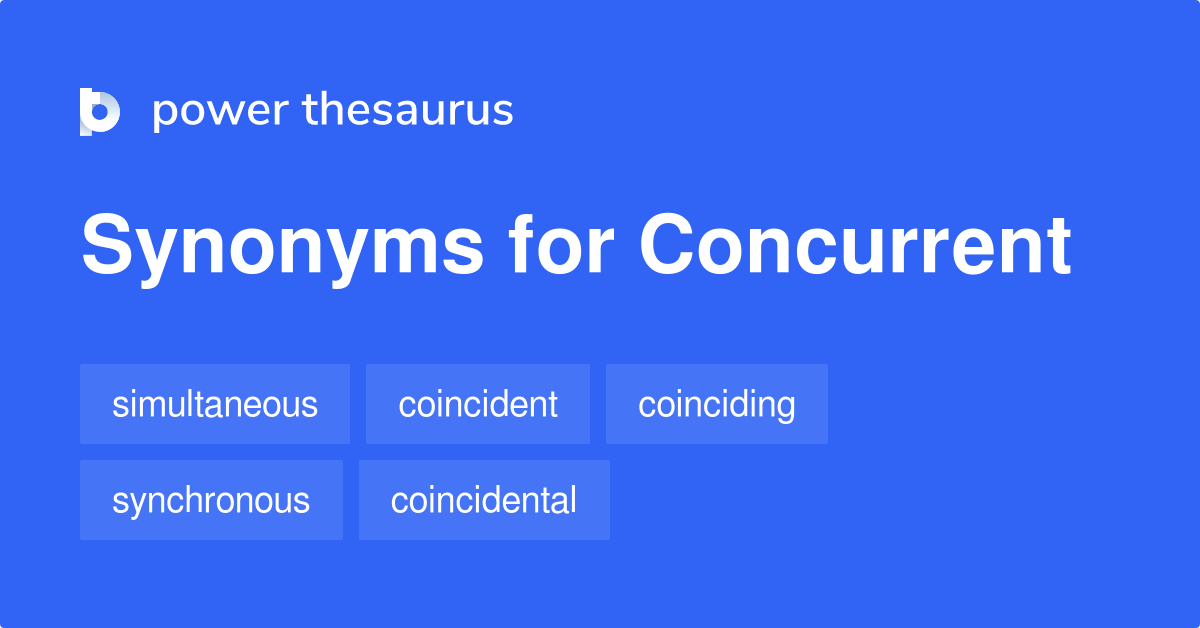 power thesaurus
Synonyms for Concurrent
simultaneous coincident coinciding
synchronous coincidental